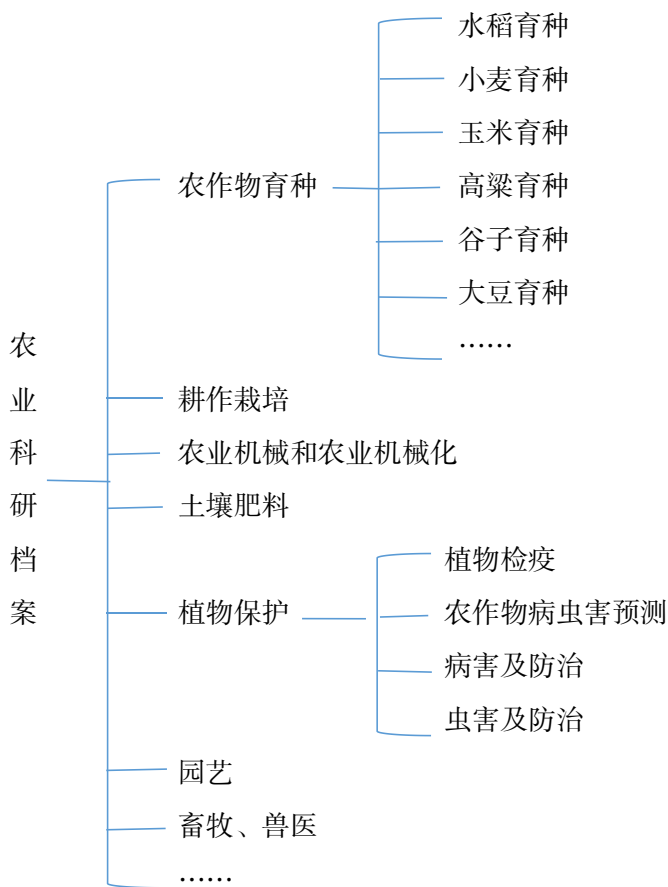 农业科研档案
农作物育种
水稻育种
小麦育种
玉米育种
高粱育种
谷子育种
大豆育种
……
耕作栽培
农业机械和农业机械化
土壤肥料
植物保护
植物检疫
农作物病虫害预测
病害及防治
虫害及防治
园艺
畜牧、兽医
……